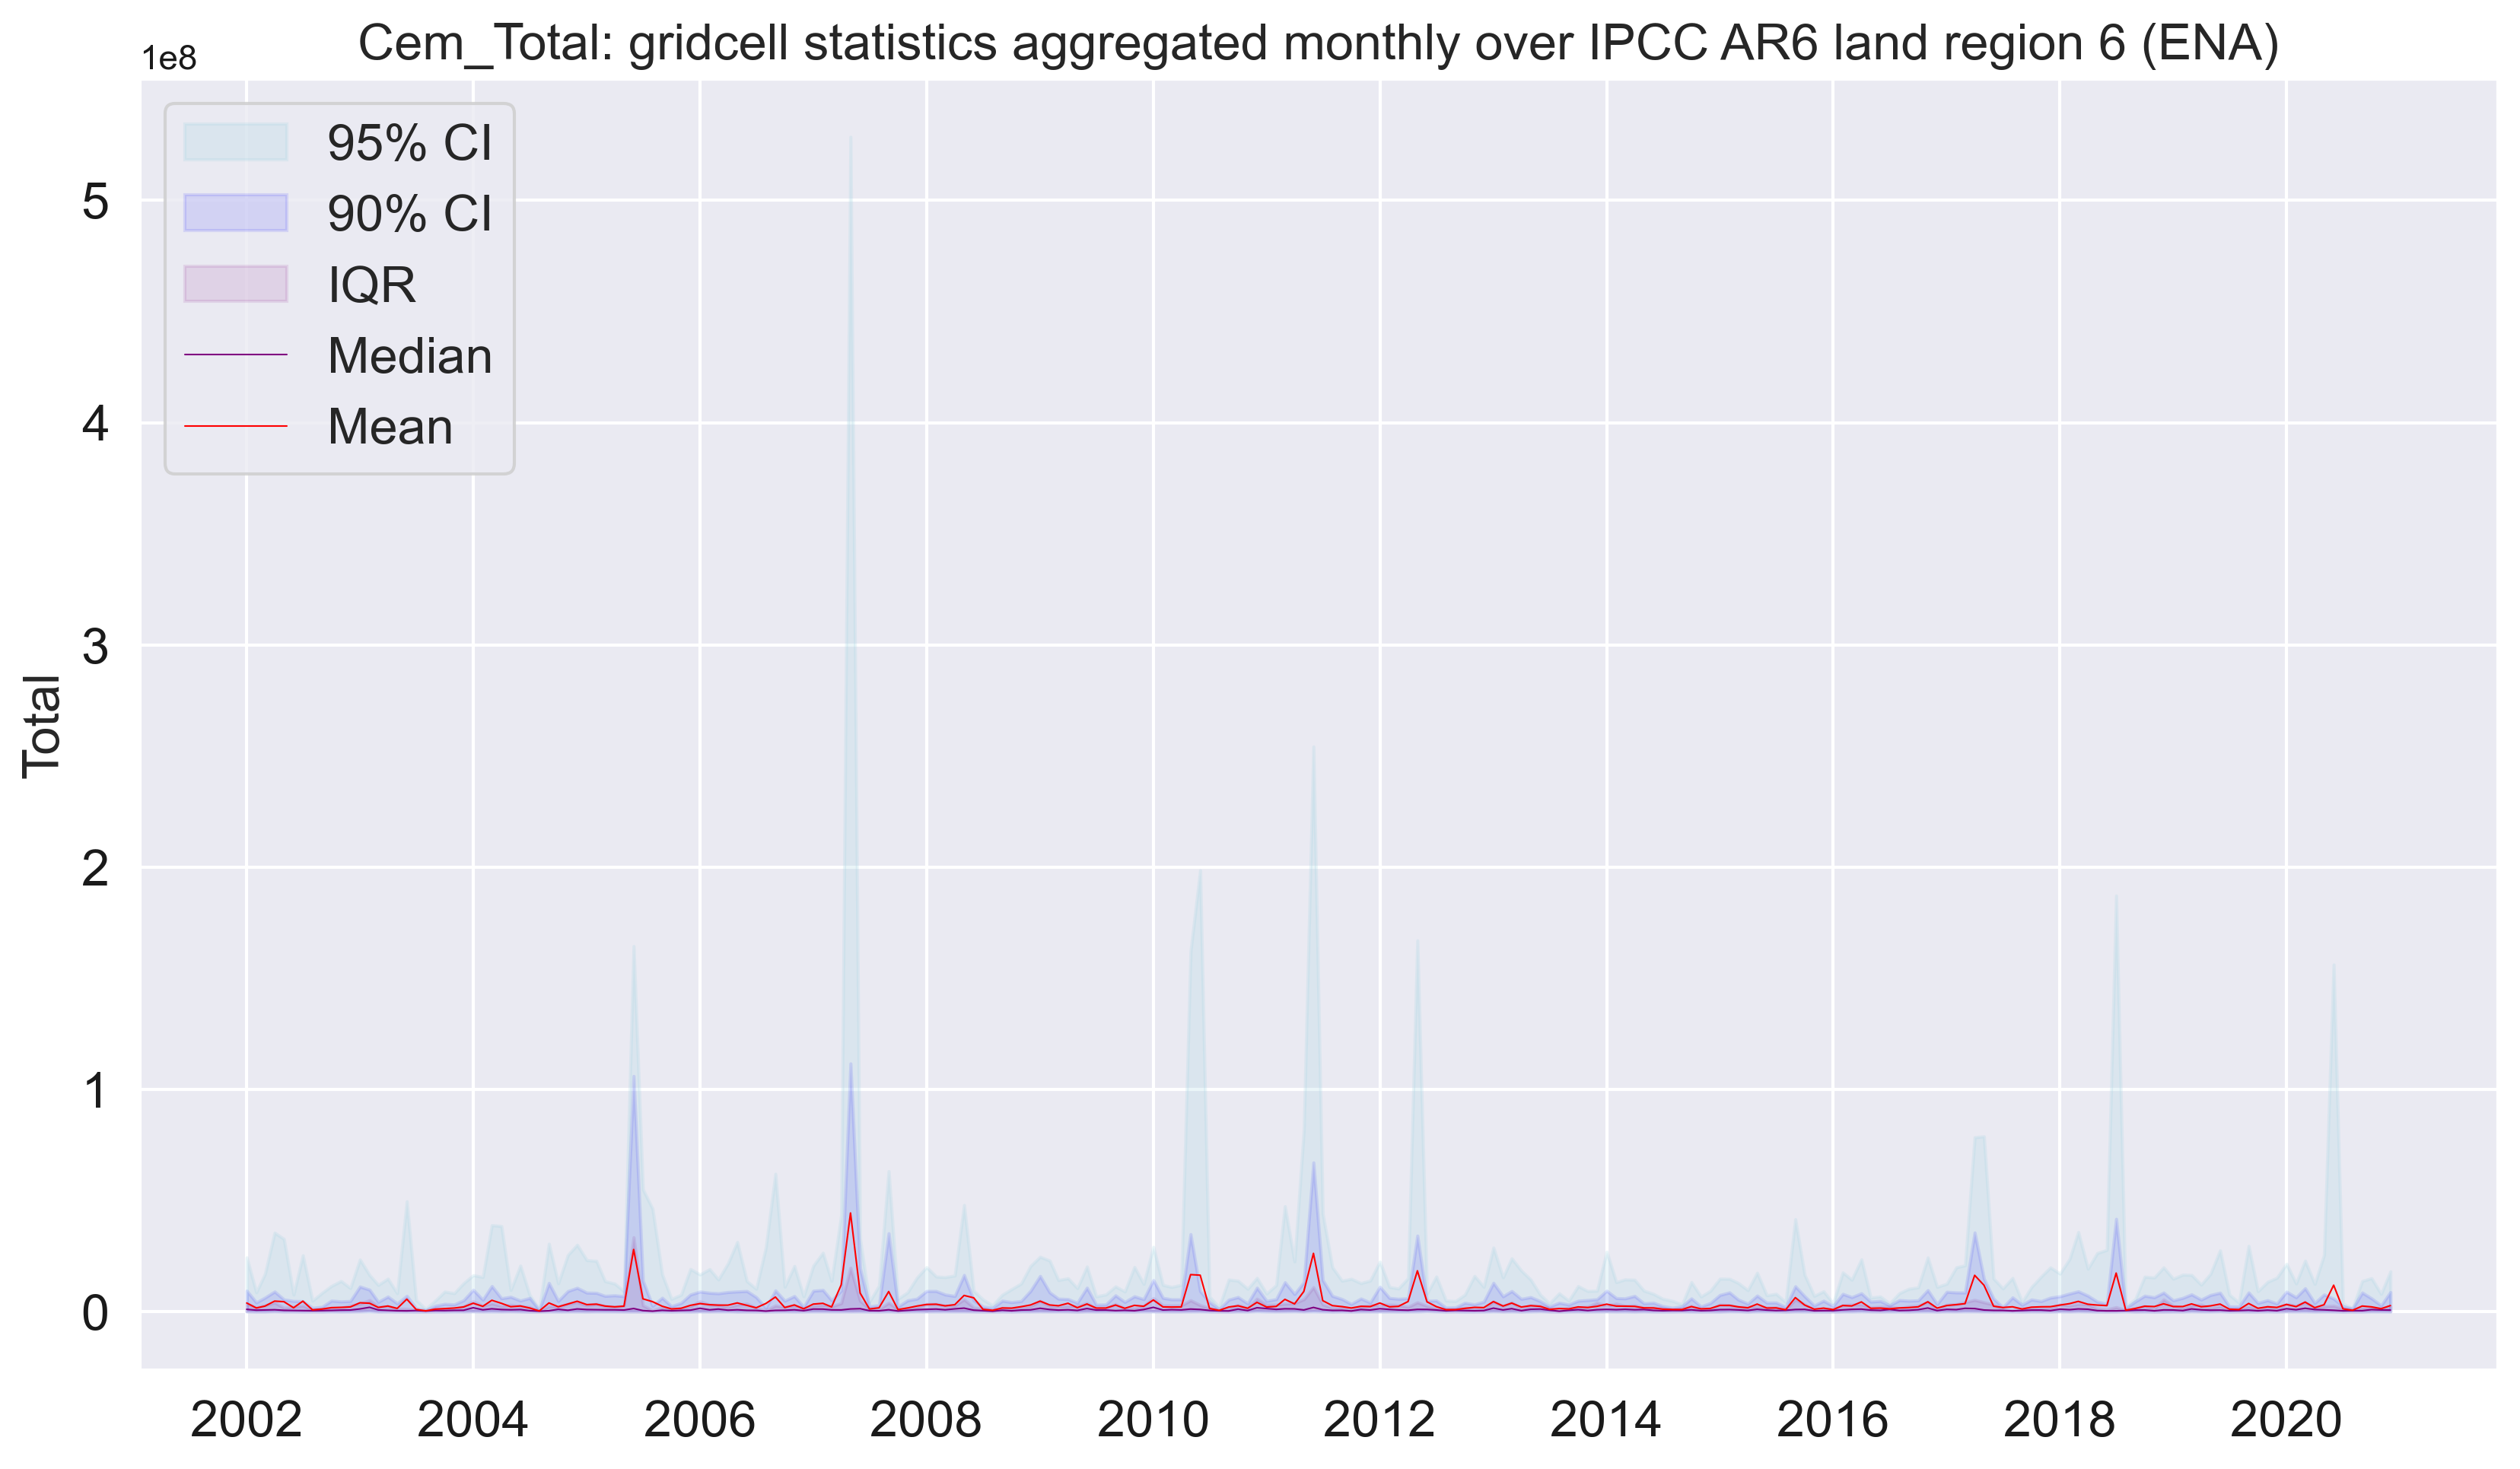 Cem_Total: gridcell statistics aggregated monthly over IPCC AR6 land region 6 (ENA)
1e8
95% CI
90% CI
IQR
Median
Mean
5
4
3
2
1
0
Total
2002 2004 2006 2008 2010 2012 2014 2016 2018 2020